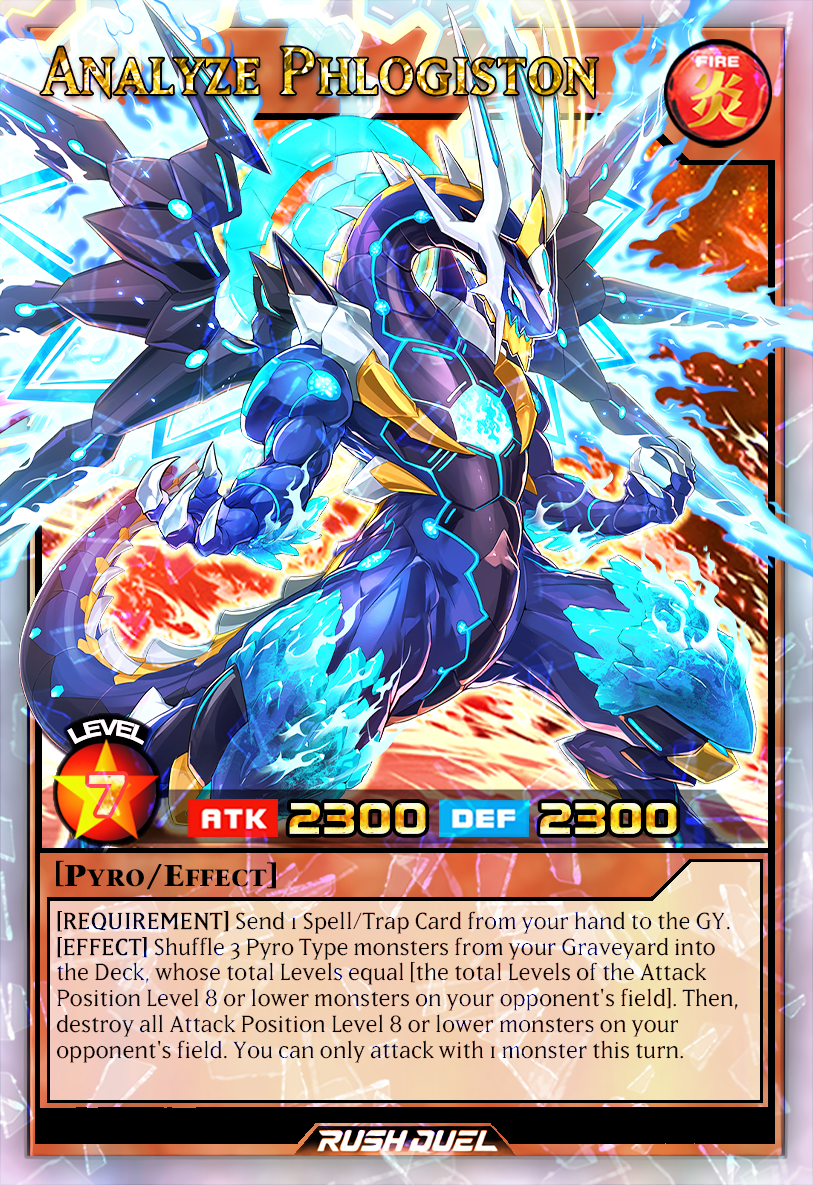 Analyze Phlogiston
FIRE
炎
LEVEL
7
ATK 2300 DEF 2300
[Pyro/Effect]
[REQUIREMENT] Send 1 Spell/Trap Card from your hand to the GY.
[EFFECT] Shuffle 3 Pyro Type monsters from your Graveyard into
the Deck, whose total Levels equal [the total Levels of the Attack
Position Level 8 or lower monsters on your opponent's field]. Then,
destroy all Attack Position Level 8 or lower monsters on your
opponent's field. You can only attack with 1 monster this turn.
RUSH DUEL